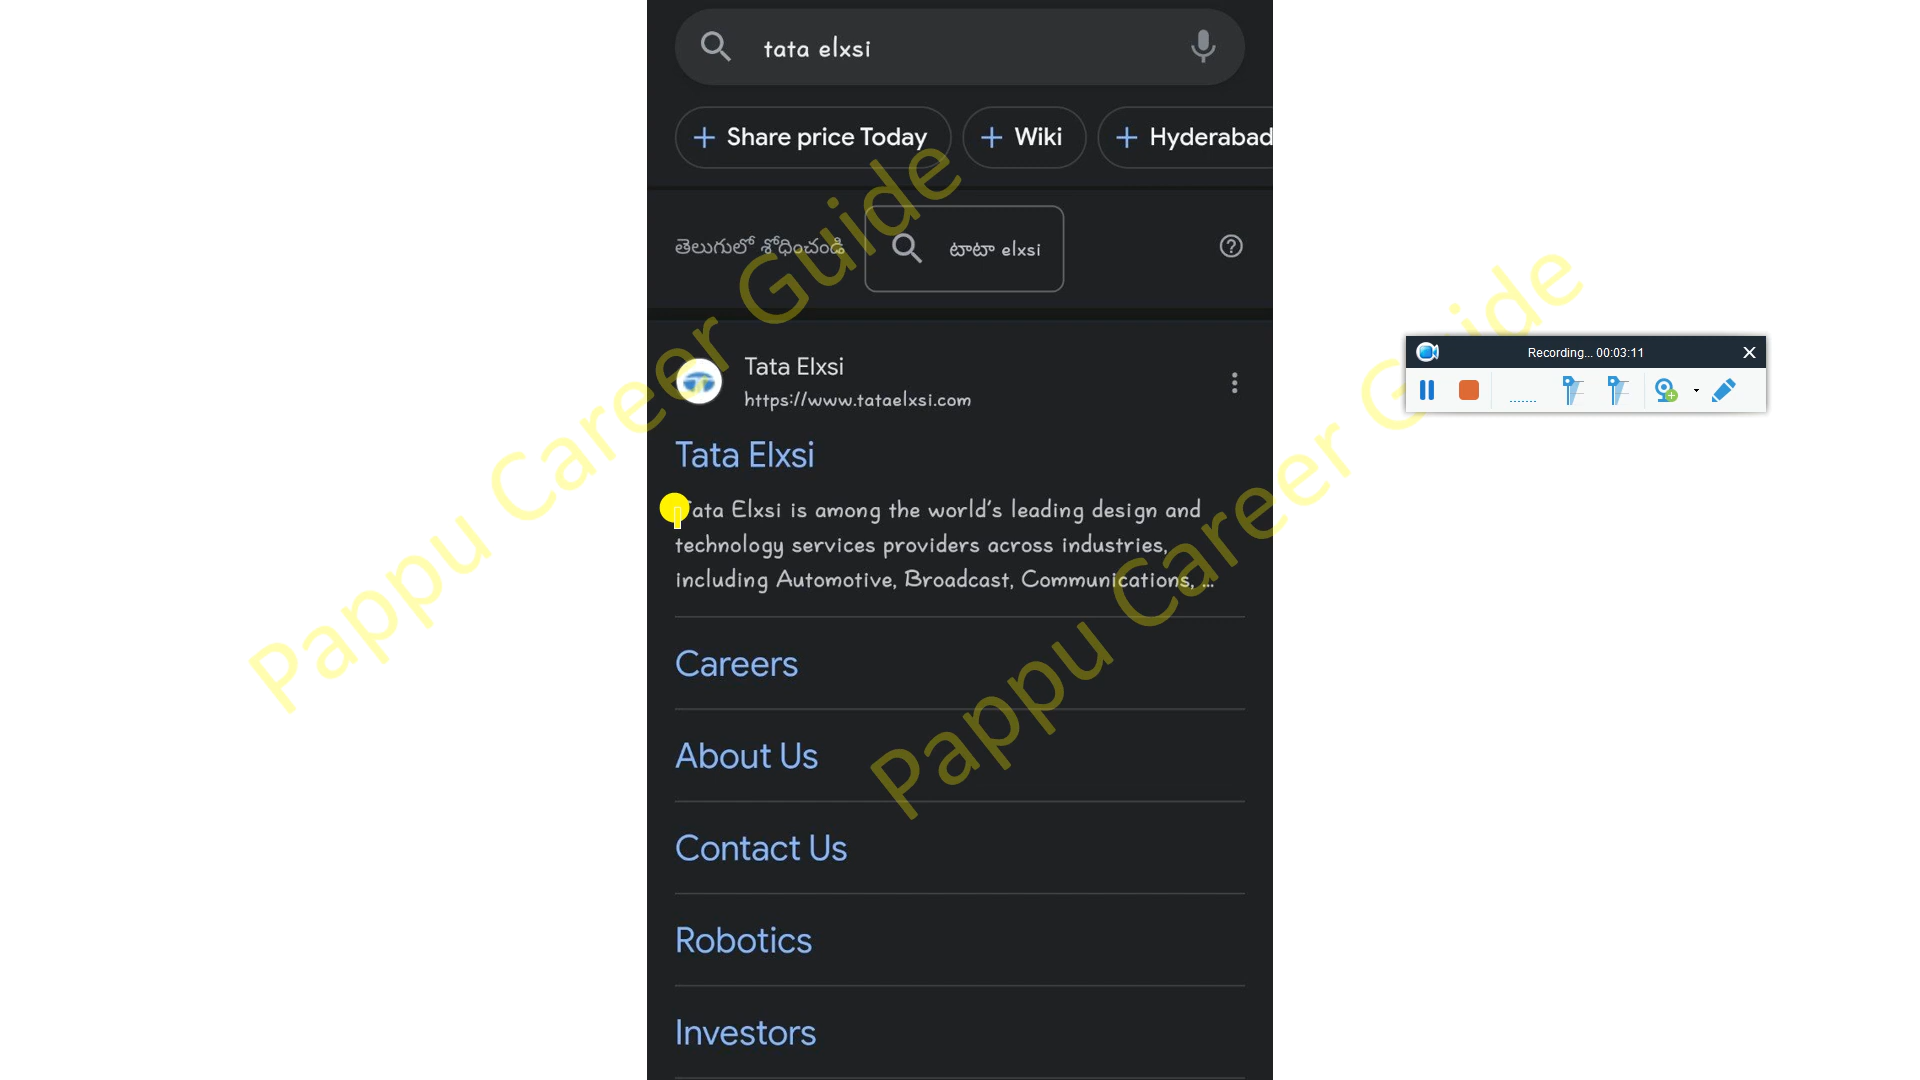 tata elxsi
Share price Today
Wiki
Hyderabad
తెలుగులో శోధించండి
టాటా elxsi
Tata Elxsi
https://www.tataelxsi.com
Tata Elxsi
Tata Elxsi is among the world's leading design and
technology services providers across industries,
including Automotive, Broadcast, Communications, ...
Careers
About Us
Contact Us
Robotics
Investors
Recording... 00:03:11
Pappu Career Guide
Pappu Career Guide